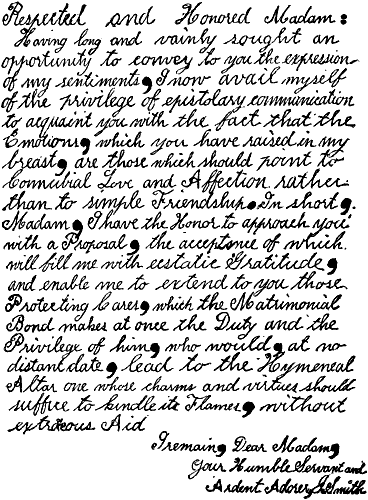 Respected and Honored Madam:
Having long and vainly sought an
opportunity to convey to you the expression
of my sentiments, I now avail myself
of the privilege of epistolary communication
to acquaint you with the fact that the
Emotions, which you have raised in my
breast, are those which should point to
Connubial Love and Affection rather
than to simple Friendship. In short,
Madam, I have the Honor to approach you
with a Proposal, the acceptance of which
will fill me with ecstatic Gratitude,
and enable me to extend to you those
Protecting Cares, which the Matrimonial
Bond makes at once the Duty and the
Privilege of him, who would, at no
distant date, lead to the Hymeneal
Altar one whose charms and virtues should
suffice to kindle its Flames, without
extraneous Aid
I remain, Dear Madam,
Your Humble Servant and
Ardent Adorer, J. Smith